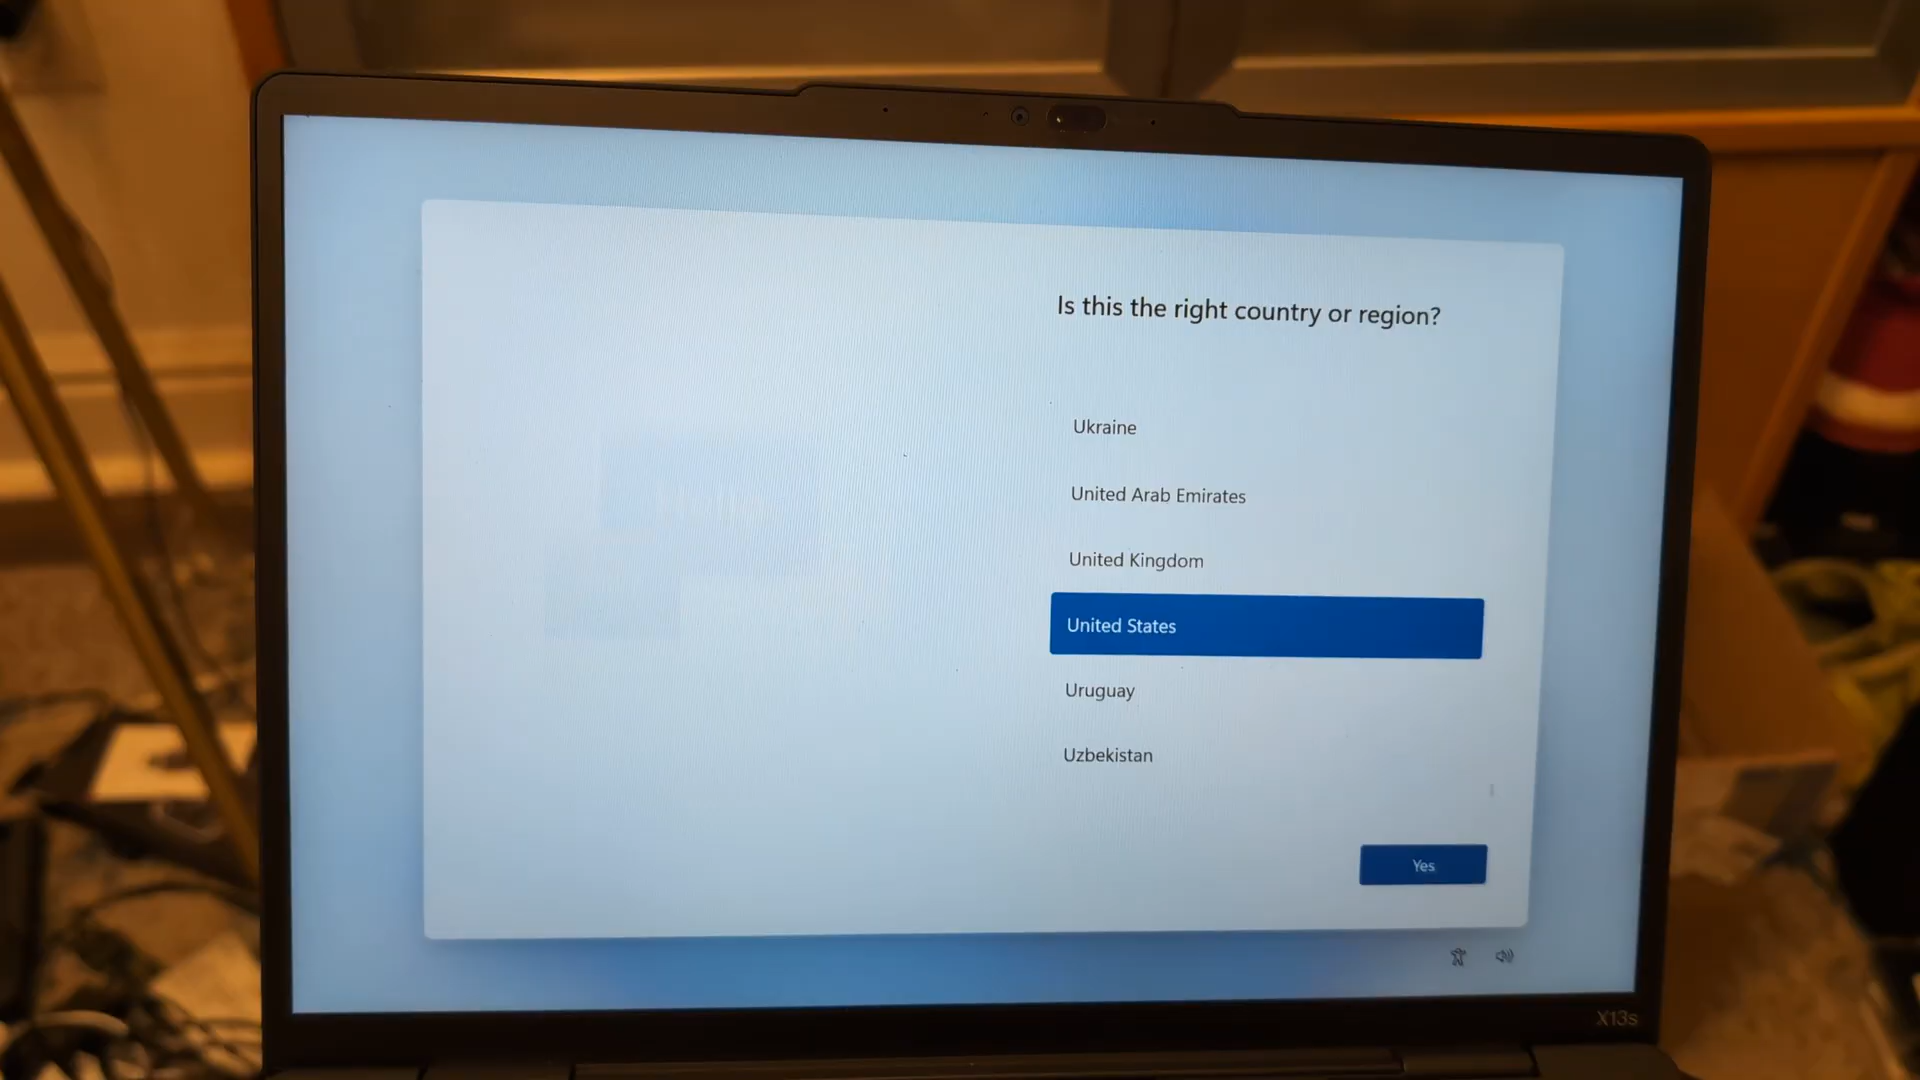 Is this the right country or region?
Ukraine
United Arab Emirates
United Kingdom
United States
Uruguay
Uzbekistan
Yes
X13s